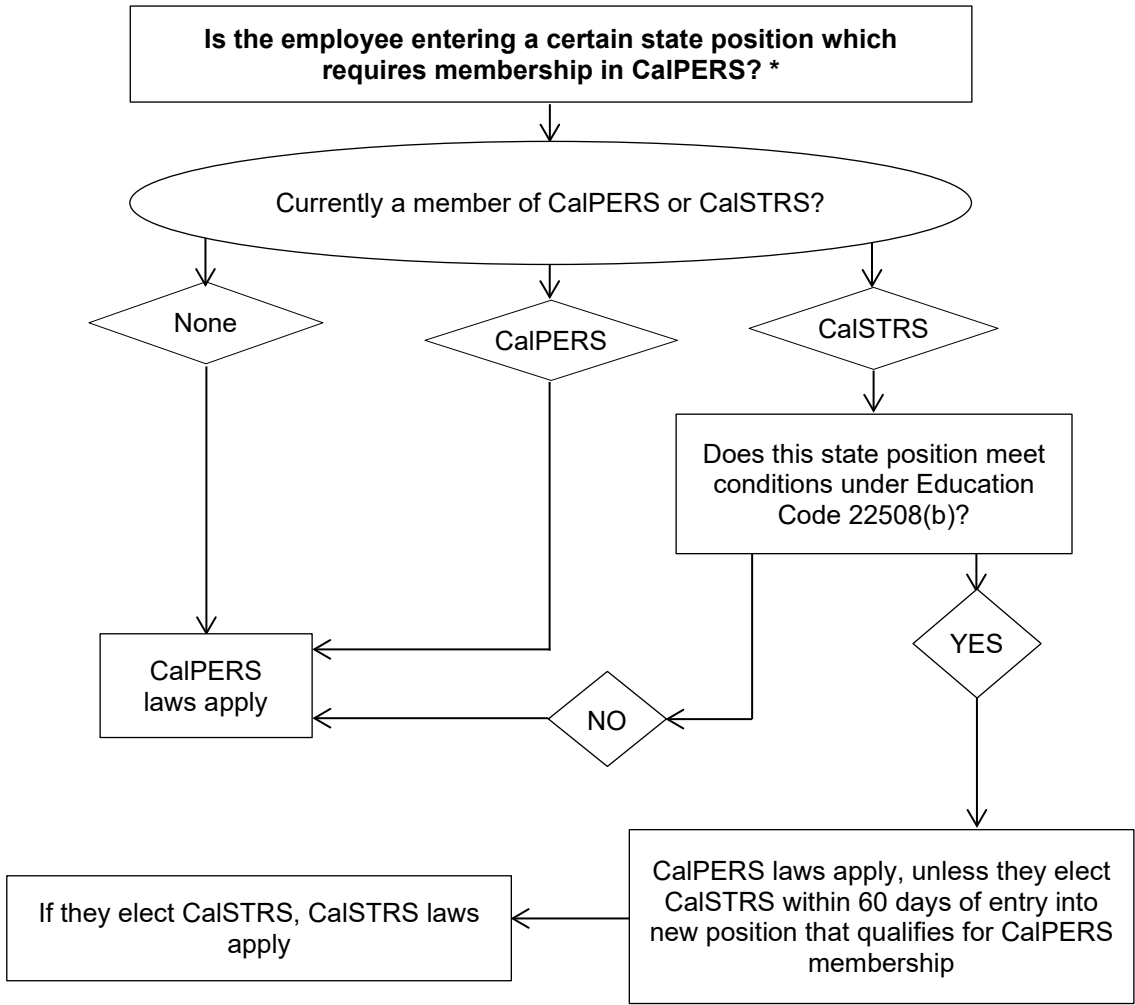 Is the employee entering a certain state position which
requires membership in CalPERS? *
Currently a member of CalPERS or CalSTRS?
None
CalPERS
CalSTRS
Does this state position meet
conditions under Education
Code 22508(b)?
YES
CalPERS
laws apply
NO
CalPERS laws apply, unless they elect
CalSTRS within 60 days of entry into
new position that qualifies for CalPERS
membership
If they elect CalSTRS, CalSTRS laws
apply